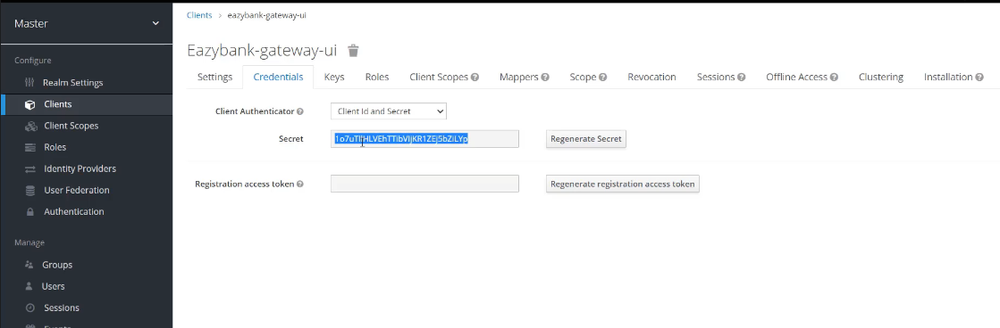 Master
Clients > eazybank-gateway-ui
Eazybank-gateway-ui
Configure
Realm Settings
Clients
Client Scopes
Roles
Identity Providers
User Federation
Authentication
Manage
Groups
Users
Sessions
Settings Credentials Keys Roles Client Scopes Mappers Scope Revocation Sessions Offline Access Clustering Installation
Client Authenticator Client Id and Secret
Secret Regenerate Secret
Registration access token Regenerate registration access token